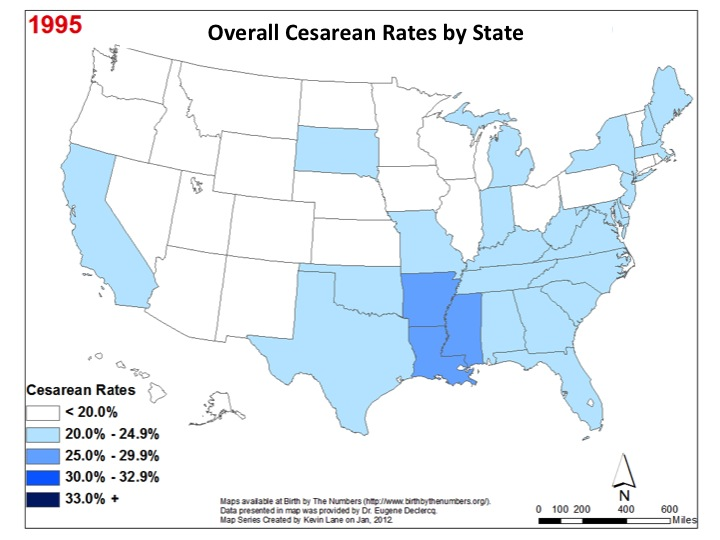 1995
Overall Cesarean Rates by State
Cesarean Rates
< 20.0%
20.0% - 24.9%
25.0% - 29.9%
30.0% - 32.9%
33.0% +
Maps available at Birth by The Numbers (http://www.birthbythenumbers.org/).
Data presented in map was provided by Dr. Eugene Declercq.
Map Series Created by Kevin Lane on Jan, 2012.
N
0 100 200 400 600
Miles